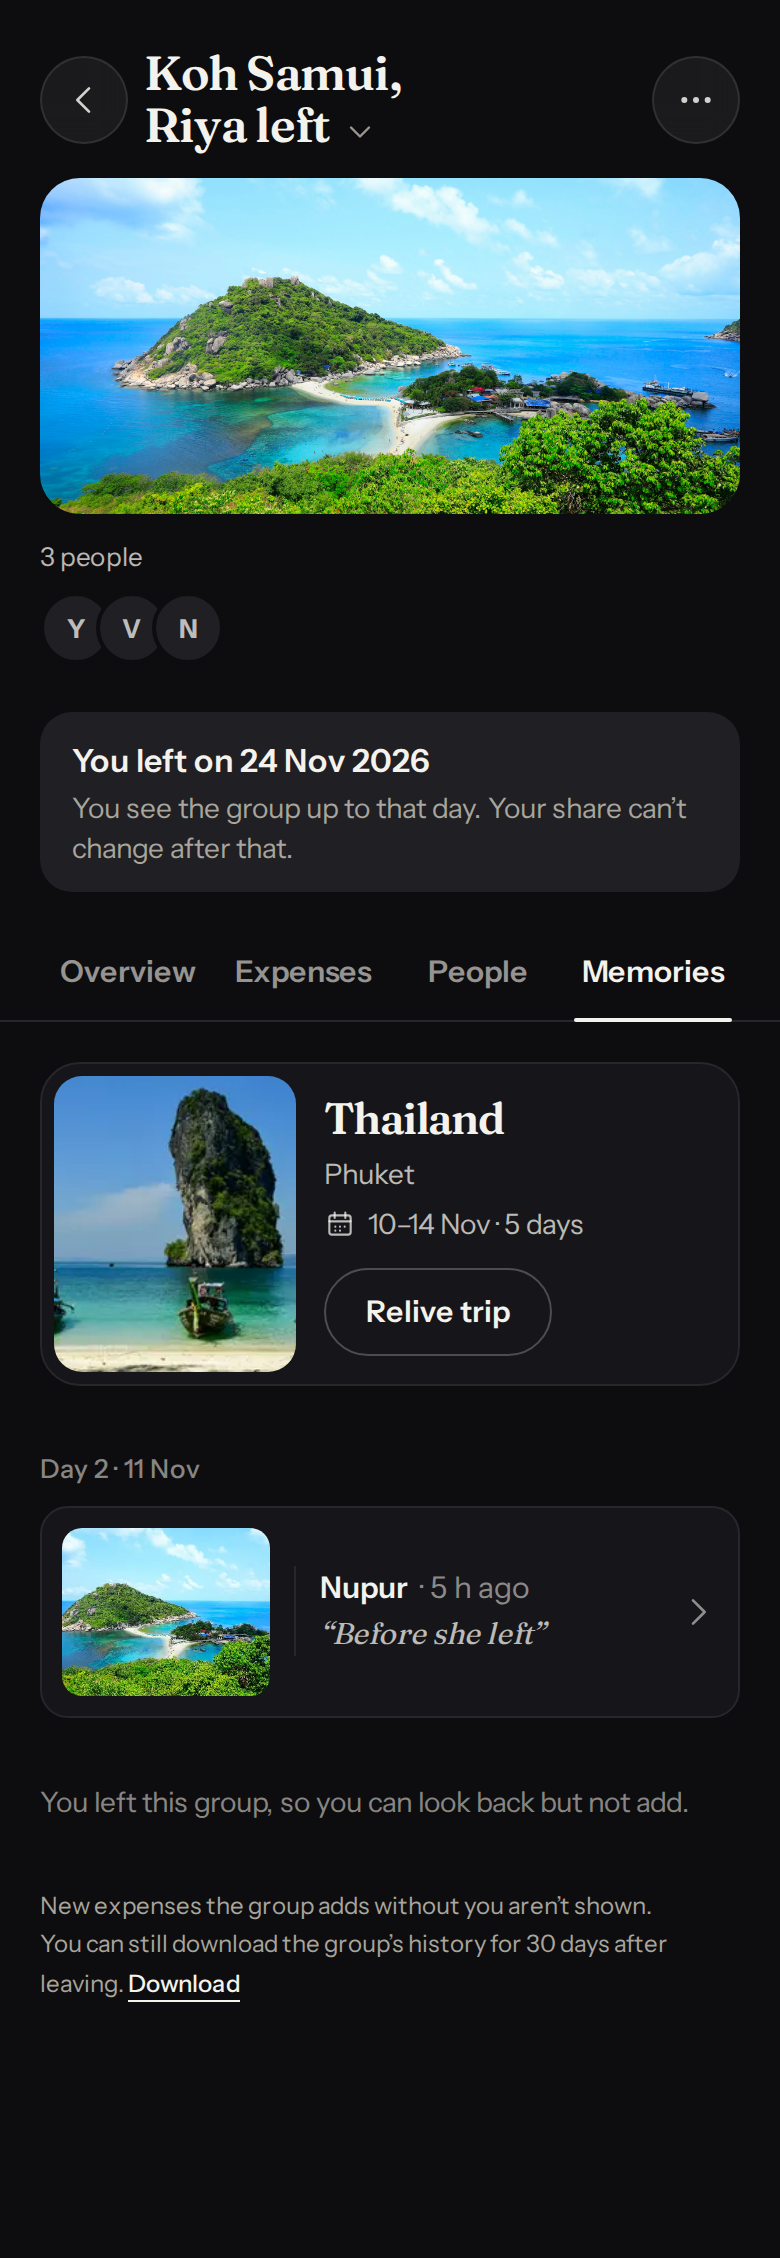 Koh Samui,
Riya left
3 people
Y V N
You left on 24 Nov 2026
You see the group up to that day. Your share can’t
change after that.
Overview Expenses People Memories
Thailand
Phuket
10–14 Nov · 5 days
Relive trip
Day 2 · 11 Nov
Nupur · 5 h ago
“Before she left”
You left this group, so you can look back but not add.
New expenses the group adds without you aren’t shown.
You can still download the group’s history for 30 days after
leaving. Download